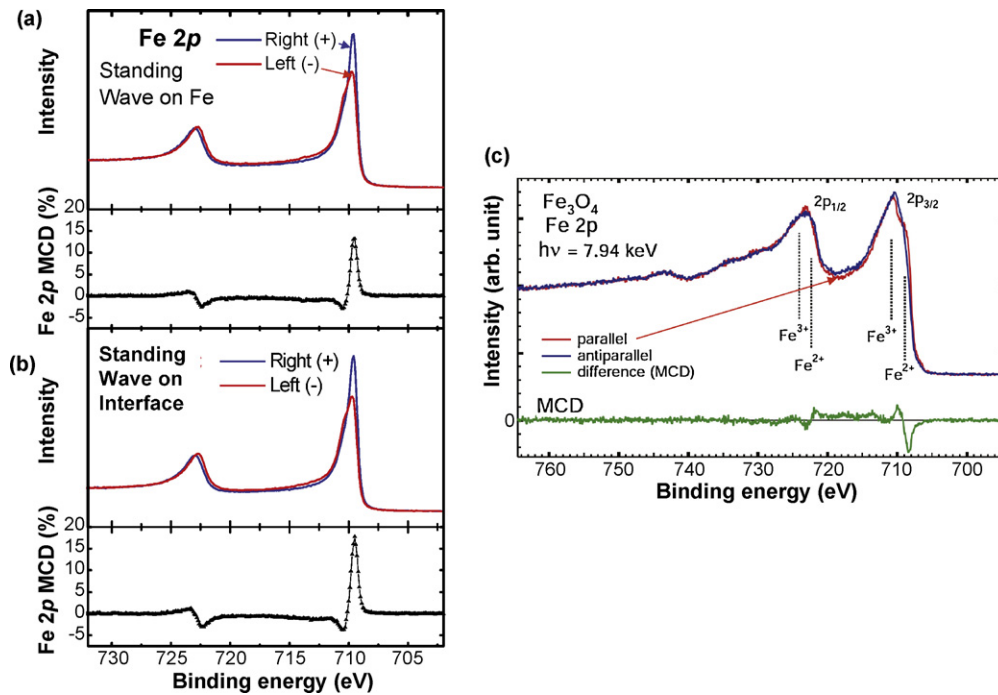 (a)
Fe 2p
Right (+)
Left (-)
Standing
Wave on Fe
Intensity
20
15
10
5
0
-5
Fe 2p MCD (%)
(b)
Standing
Wave on
Interface
Right (+)
Left (-)
Intensity
20
15
10
5
0
-5
Fe 2p MCD (%)
730 725 720 715 710 705
Binding energy (eV)
(c)
Fe₃O₄
Fe 2p
hν = 7.94 keV
2p₁/₂
2p₃/₂
Fe³⁺
Fe²⁺
Fe³⁺
Fe²⁺
parallel
antiparallel
difference (MCD)
MCD
0
Intensity (arb. unit)
760 750 740 730 720 710 700
Binding energy (eV)